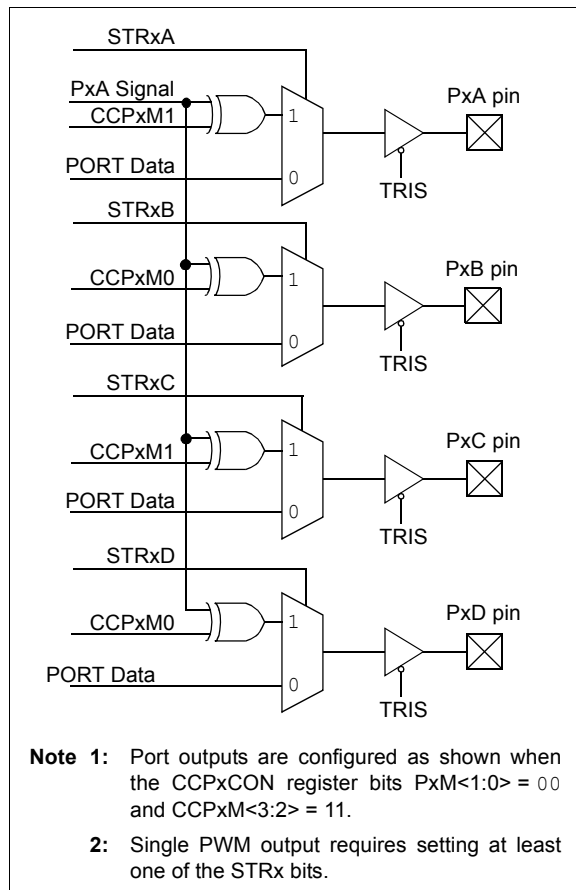 STRxA
PxA Signal
CCPxM1
1
PORT Data
0
PxA pin
TRIS
STRxB
CCPxM0
1
PORT Data
0
PxB pin
TRIS
STRxC
CCPxM1
1
PORT Data
0
PxC pin
TRIS
STRxD
CCPxM0
1
PORT Data
0
PxD pin
TRIS
Note 1: Port outputs are configured as shown when
the CCPxCON register bits PxM<1:0> = 00
and CCPxM<3:2> = 11.
2: Single PWM output requires setting at least
one of the STRx bits.